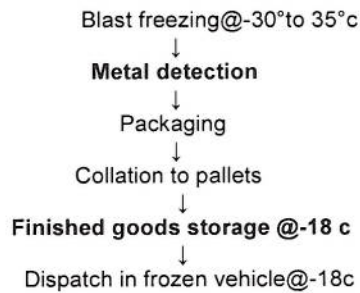 Blast freezing@-30°to 35°c
↓
Metal detection
↓
Packaging
↓
Collation to pallets
↓
Finished goods storage @-18 c
↓
Dispatch in frozen vehicle@-18c